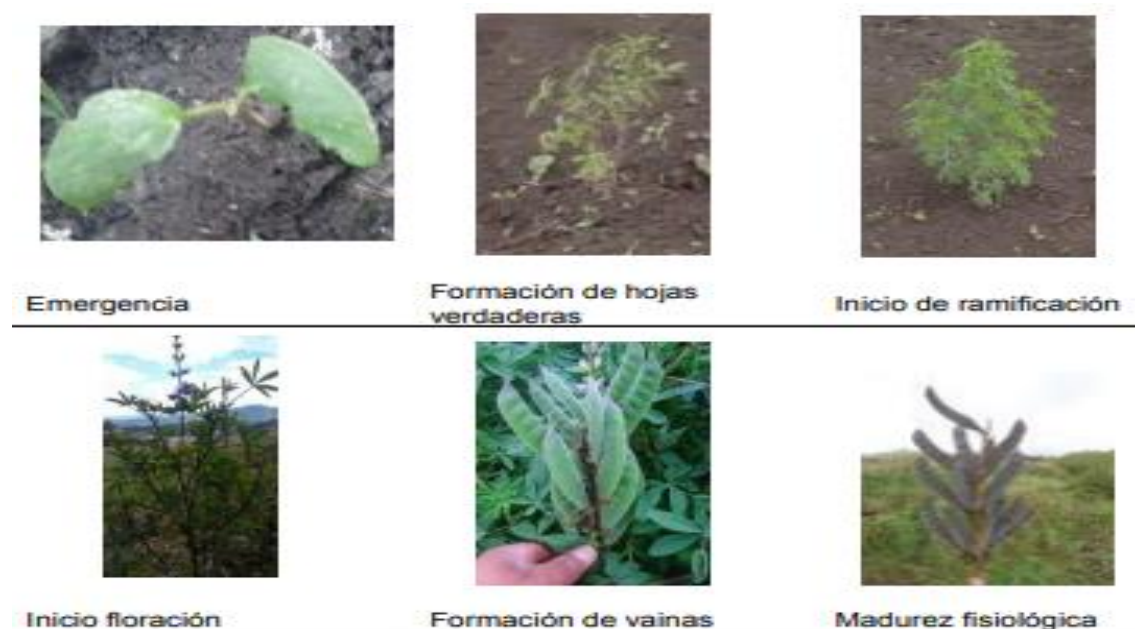 Emergencia
Formación de hojas
verdaderas
Inicio de ramificación
Inicio floración
Formación de vainas
Madurez fisiológica